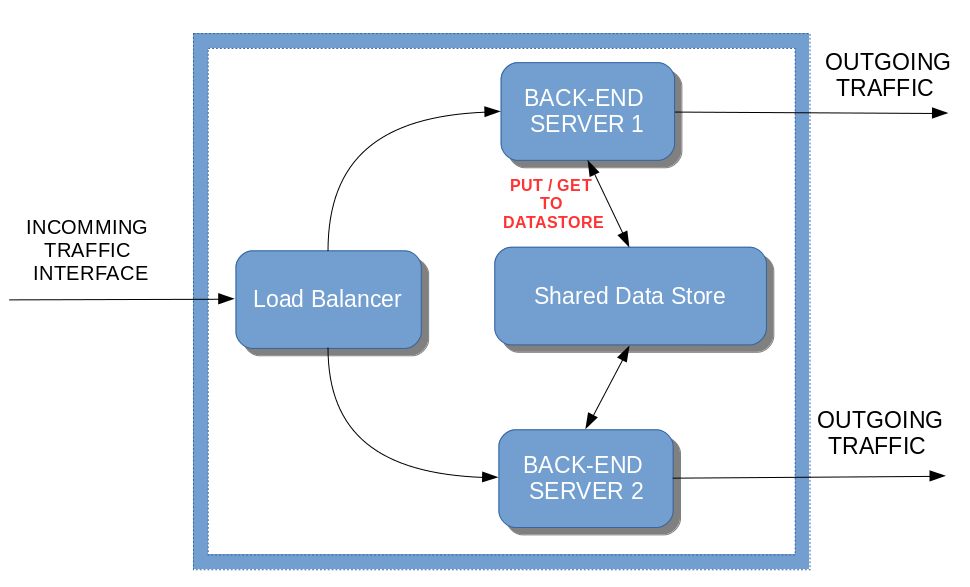 OUTGOING
TRAFFIC
BACK-END
SERVER 1
PUT / GET
TO
DATASTORE
INCOMMING
TRAFFIC
INTERFACE
Load Balancer
Shared Data Store
OUTGOING
TRAFFIC
BACK-END
SERVER 2